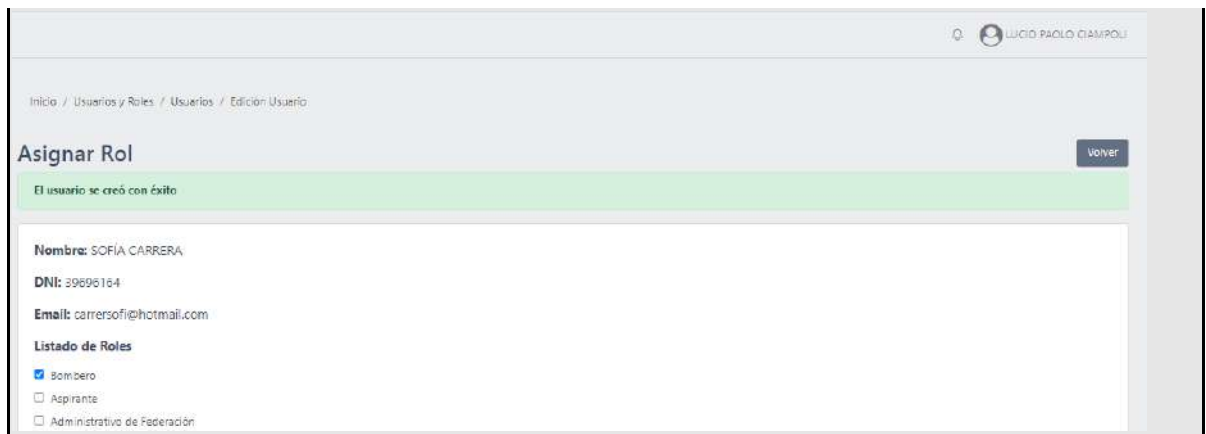 LUCIO PAOLO CIAMPOLI
Inicio / Usuarios y Roles / Usuarios / Edición Usuario
Asignar Rol
Volver
El usuario se creó con éxito
Nombre: SOFÍA CARRERA
DNI: 39696164
Email: carrersofi@hotmail.com
Listado de Roles
Bombero
Aspirante
Administrativo de Federación